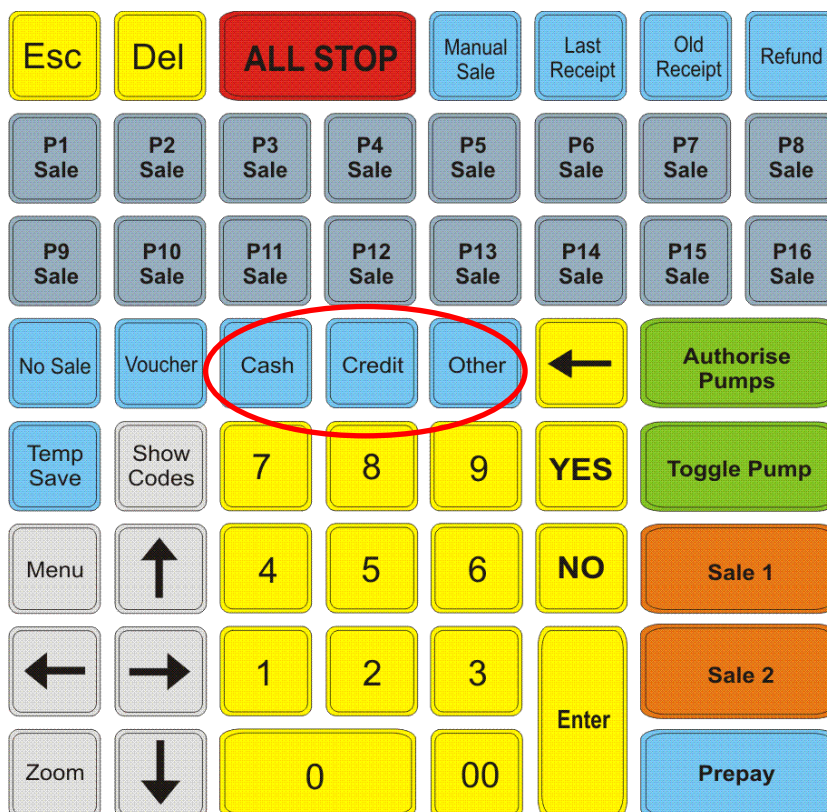 Esc
Del
ALL STOP
Manual
Sale
Last
Receipt
Old
Receipt
Refund
P1
Sale
P2
Sale
P3
Sale
P4
Sale
P5
Sale
P6
Sale
P7
Sale
P8
Sale
P9
Sale
P10
Sale
P11
Sale
P12
Sale
P13
Sale
P14
Sale
P15
Sale
P16
Sale
No Sale
Voucher
Cash
Credit
Other
Authorise
Pumps
Temp
Save
Show
Codes
7
8
9
YES
Toggle Pump
Menu
4
5
6
NO
Sale 1
1
2
3
Enter
Sale 2
Zoom
0
00
Prepay